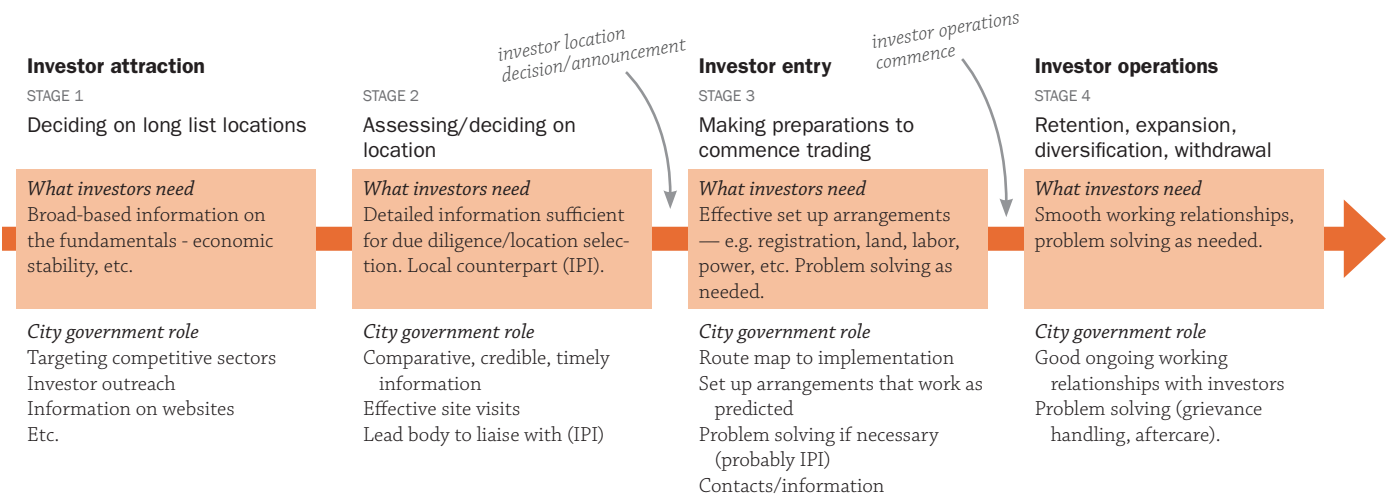 investor location
decision/announcement
investor operations
commence
Investor attraction
STAGE 1
Deciding on long list locations
What investors need
Broad-based information on
the fundamentals - economic
stability, etc.
City government role
Targeting competitive sectors
Investor outreach
Information on websites
Etc.
STAGE 2
Assessing/deciding on
location
What investors need
Detailed information sufficient
for due diligence/location selec-
tion. Local counterpart (IPI).
City government role
Comparative, credible, timely
information
Effective site visits
Lead body to liaise with (IPI)
Investor entry
STAGE 3
Making preparations to
commence trading
What investors need
Effective set up arrangements
— e.g. registration, land, labor,
power, etc. Problem solving as
needed.
City government role
Route map to implementation
Set up arrangements that work as
predicted
Problem solving if necessary
(probably IPI)
Contacts/information
Investor operations
STAGE 4
Retention, expansion,
diversification, withdrawal
What investors need
Smooth working relationships,
problem solving as needed.
City government role
Good ongoing working
relationships with investors
Problem solving (grievance
handling, aftercare).